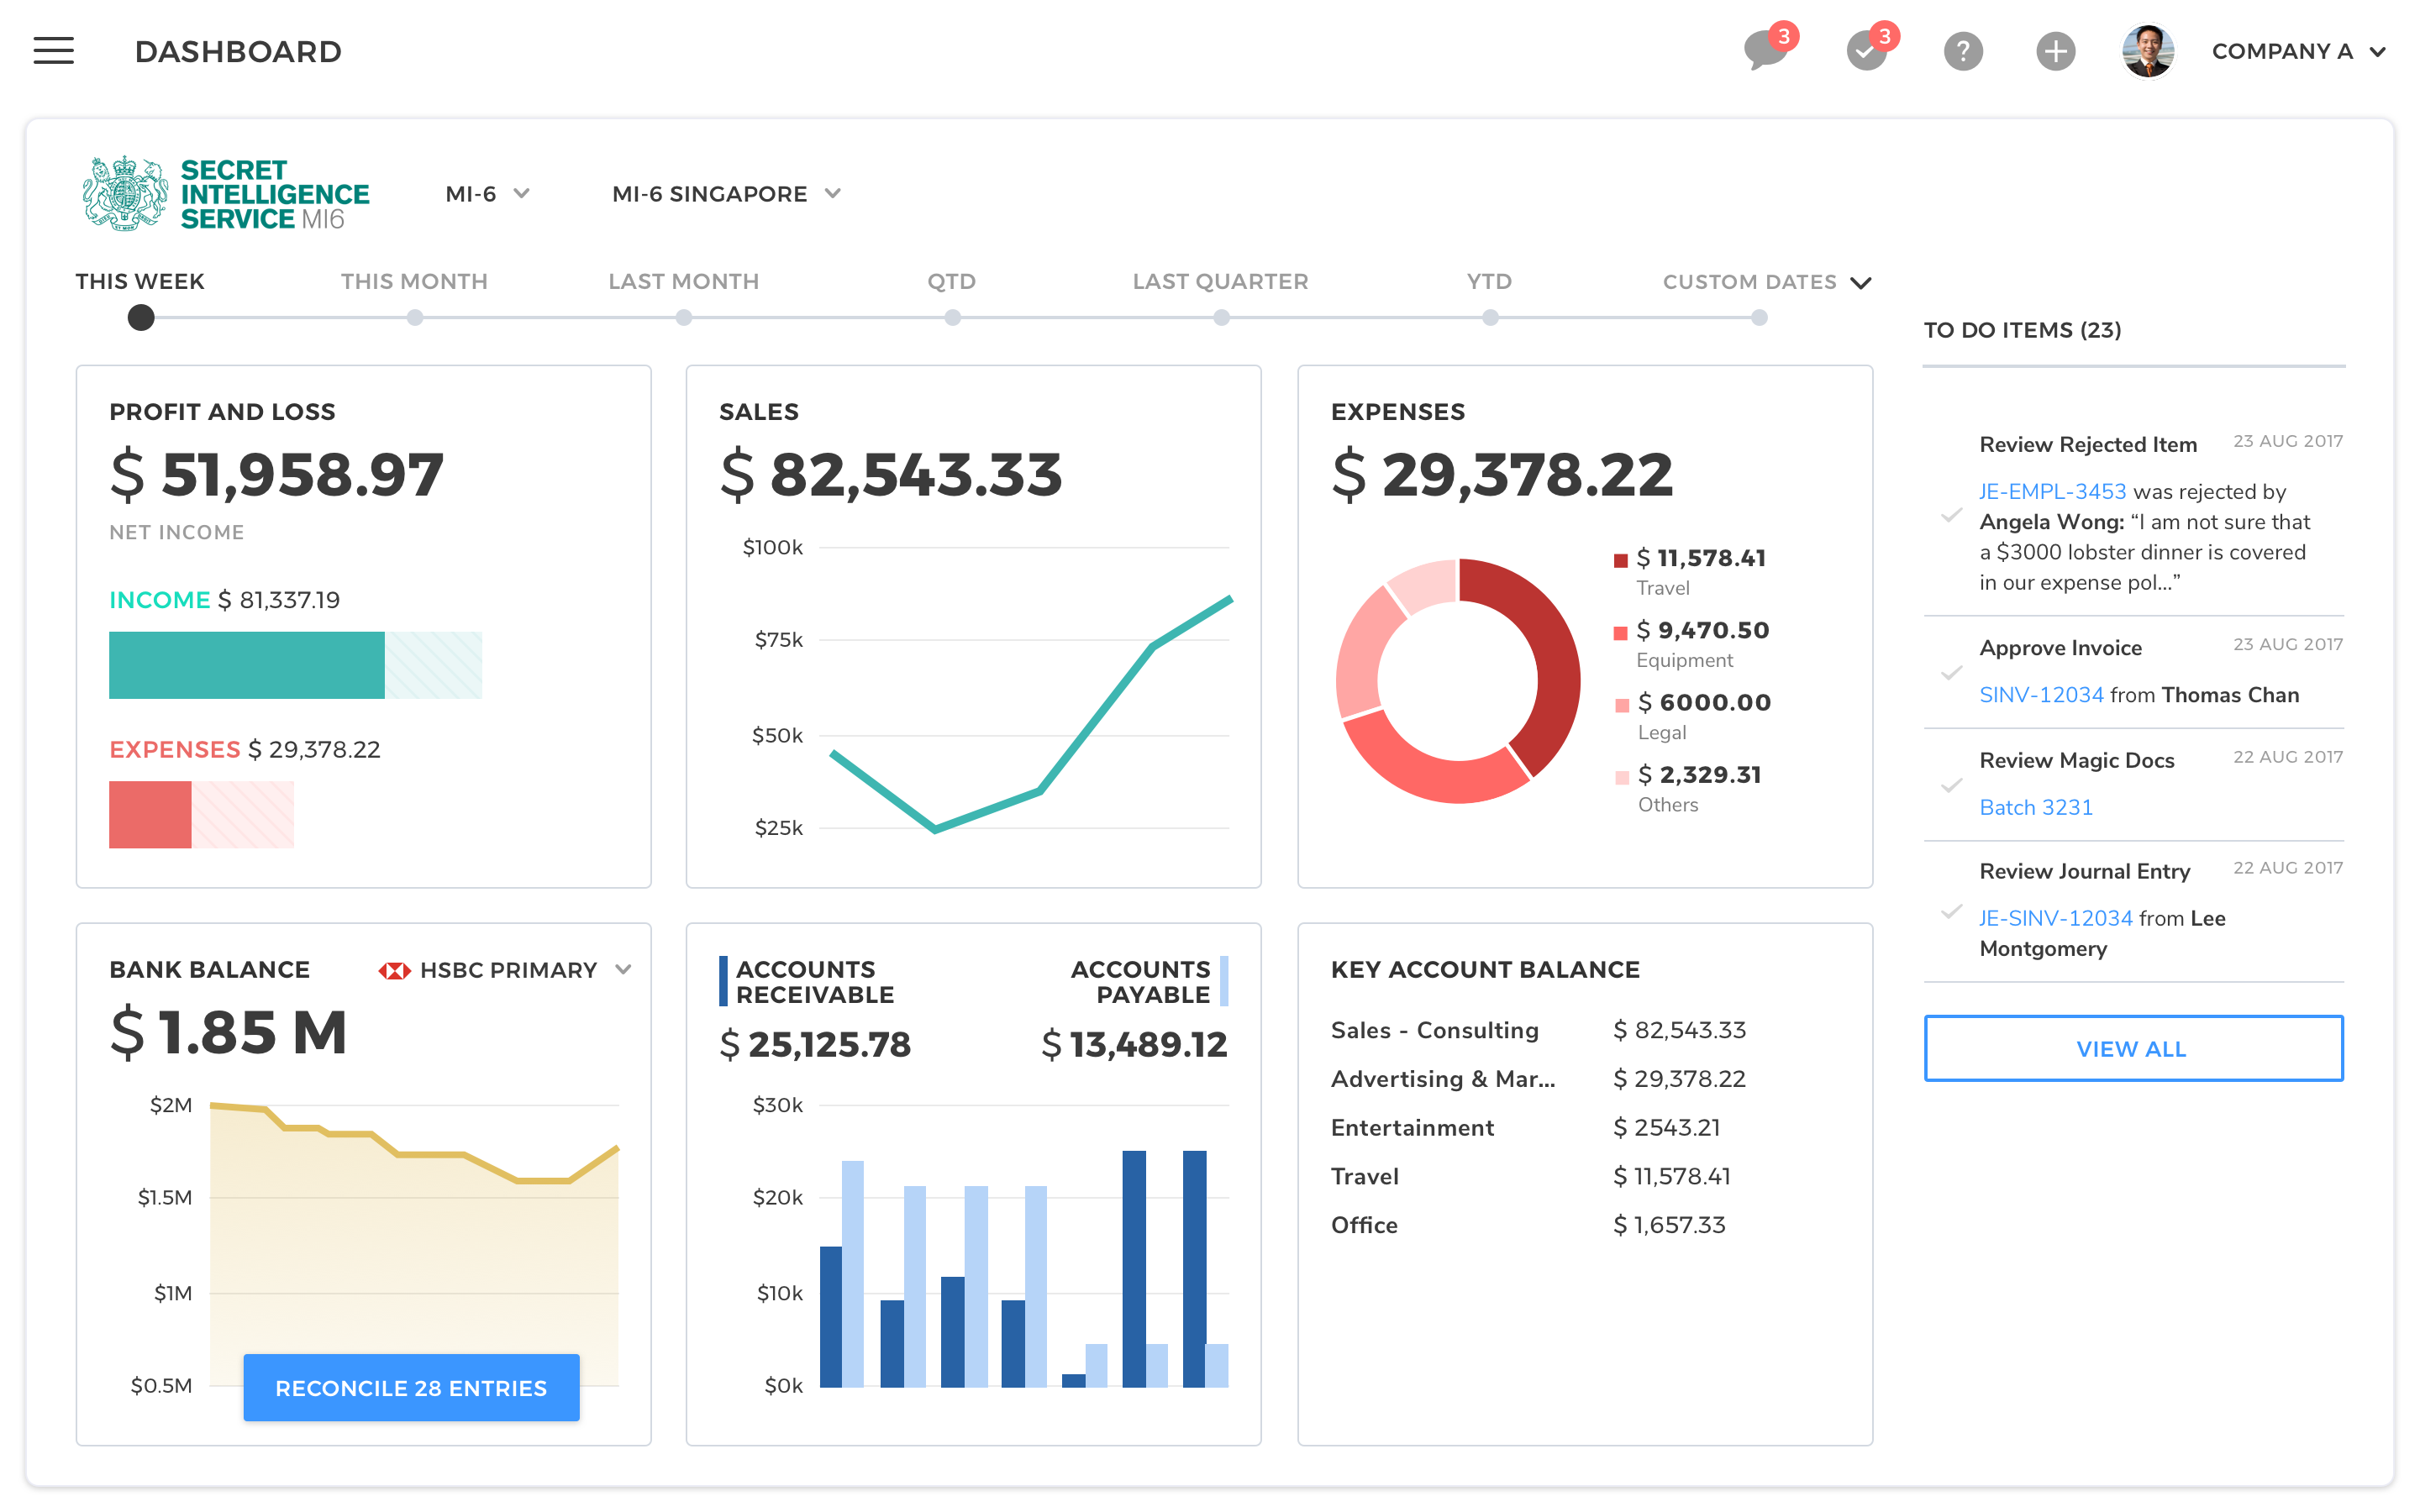 DASHBOARD
3
3
?
COMPANY A
SECRET
INTELLIGENCE
SERVICE MI6
MI-6
MI-6 SINGAPORE
THIS WEEK
THIS MONTH
LAST MONTH
QTD
LAST QUARTER
YTD
CUSTOM DATES
PROFIT AND LOSS
$ 51,958.97
NET INCOME
INCOME $ 81,337.19
EXPENSES $ 29,378.22
SALES
$ 82,543.33
$100k
$75k
$50k
$25k
EXPENSES
$ 29,378.22
$ 11,578.41
Travel
$ 9,470.50
Equipment
$ 6000.00
Legal
$ 2,329.31
Others
BANK BALANCE
HSBC PRIMARY
$ 1.85 M
$2M
$1.5M
$1M
$0.5M
RECONCILE 28 ENTRIES
ACCOUNTS
RECEIVABLE
$ 25,125.78
ACCOUNTS
PAYABLE
$ 13,489.12
$30k
$20k
$10k
$0k
KEY ACCOUNT BALANCE
Sales - Consulting $ 82,543.33
Advertising & Mar... $ 29,378.22
Entertainment $ 2543.21
Travel $ 11,578.41
Office $ 1,657.33
TO DO ITEMS (23)
Review Rejected Item 23 AUG 2017
JE-EMPL-3453 was rejected by
Angela Wong: “I am not sure that
a $3000 lobster dinner is covered
in our expense pol...”
Approve Invoice 23 AUG 2017
SINV-12034 from Thomas Chan
Review Magic Docs 22 AUG 2017
Batch 3231
Review Journal Entry 22 AUG 2017
JE-SINV-12034 from Lee
Montgomery
VIEW ALL